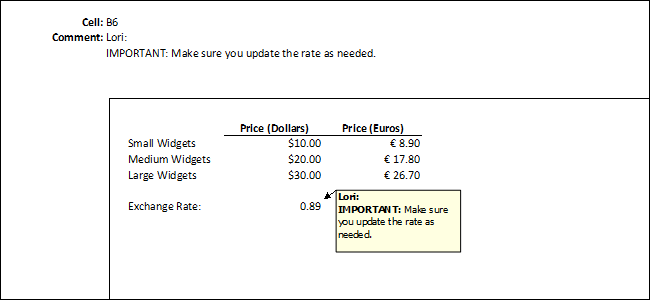 Cell: B6
Comment: Lori:
IMPORTANT: Make sure you update the rate as needed.
Price (Dollars) Price (Euros)
Small Widgets $10.00 € 8.90
Medium Widgets $20.00 € 17.80
Large Widgets $30.00 € 26.70
Exchange Rate: 0.89
Lori:
IMPORTANT: Make sure
you update the rate as
needed.